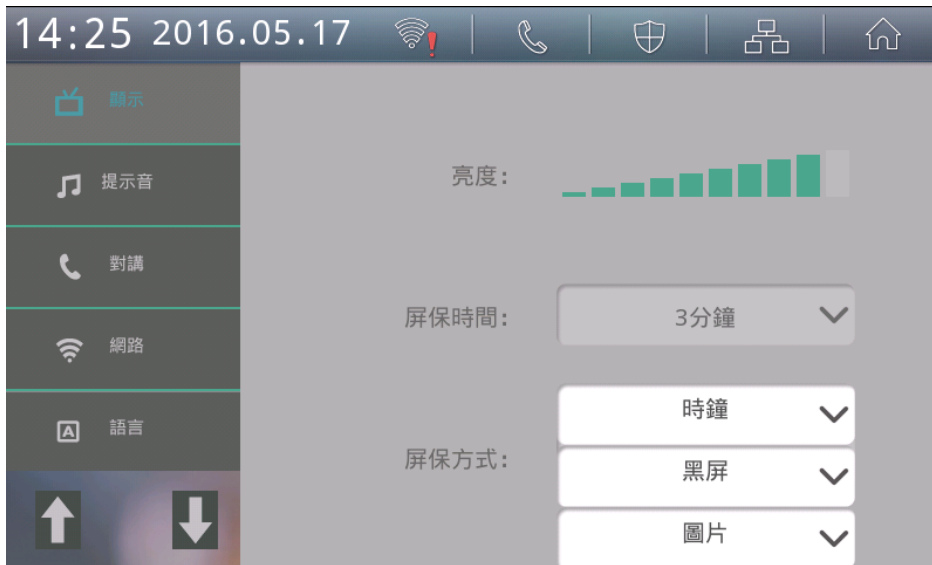 14:25 2016.05.17
顯示
提示音
對講
網路
A 語言
亮度:
屏保時間: 3分鐘
屏保方式: 時鐘
黑屏
圖片